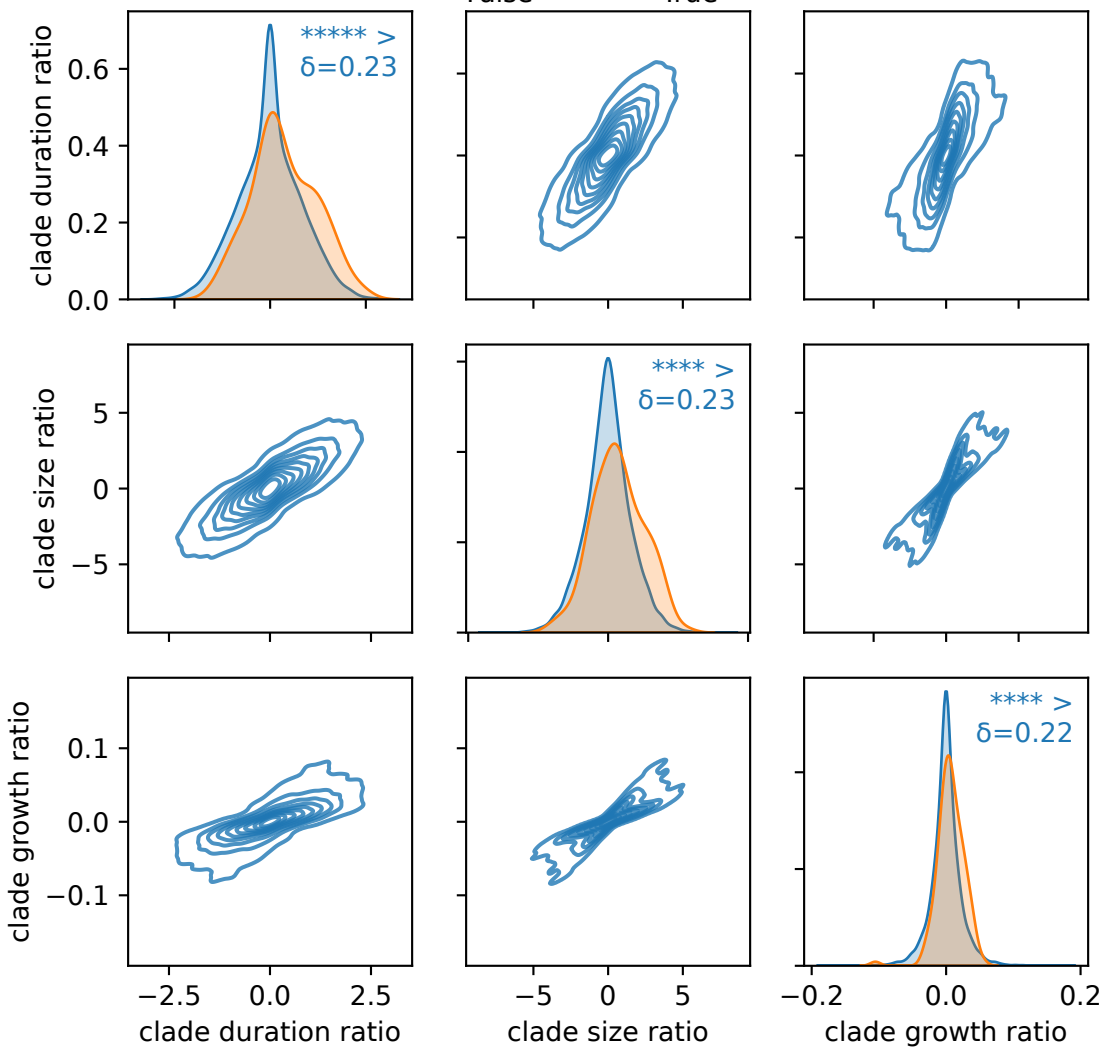 ***** >
δ=0.23
clade duration ratio
0.6
0.4
0.2
0.0
**** >
δ=0.23
clade size ratio
5
0
−5
**** >
δ=0.22
clade growth ratio
0.1
0.0
−0.1
−2.5 0.0 2.5 −5 0 5 −0.2 0.0 0.2
clade duration ratio clade size ratio clade growth ratio